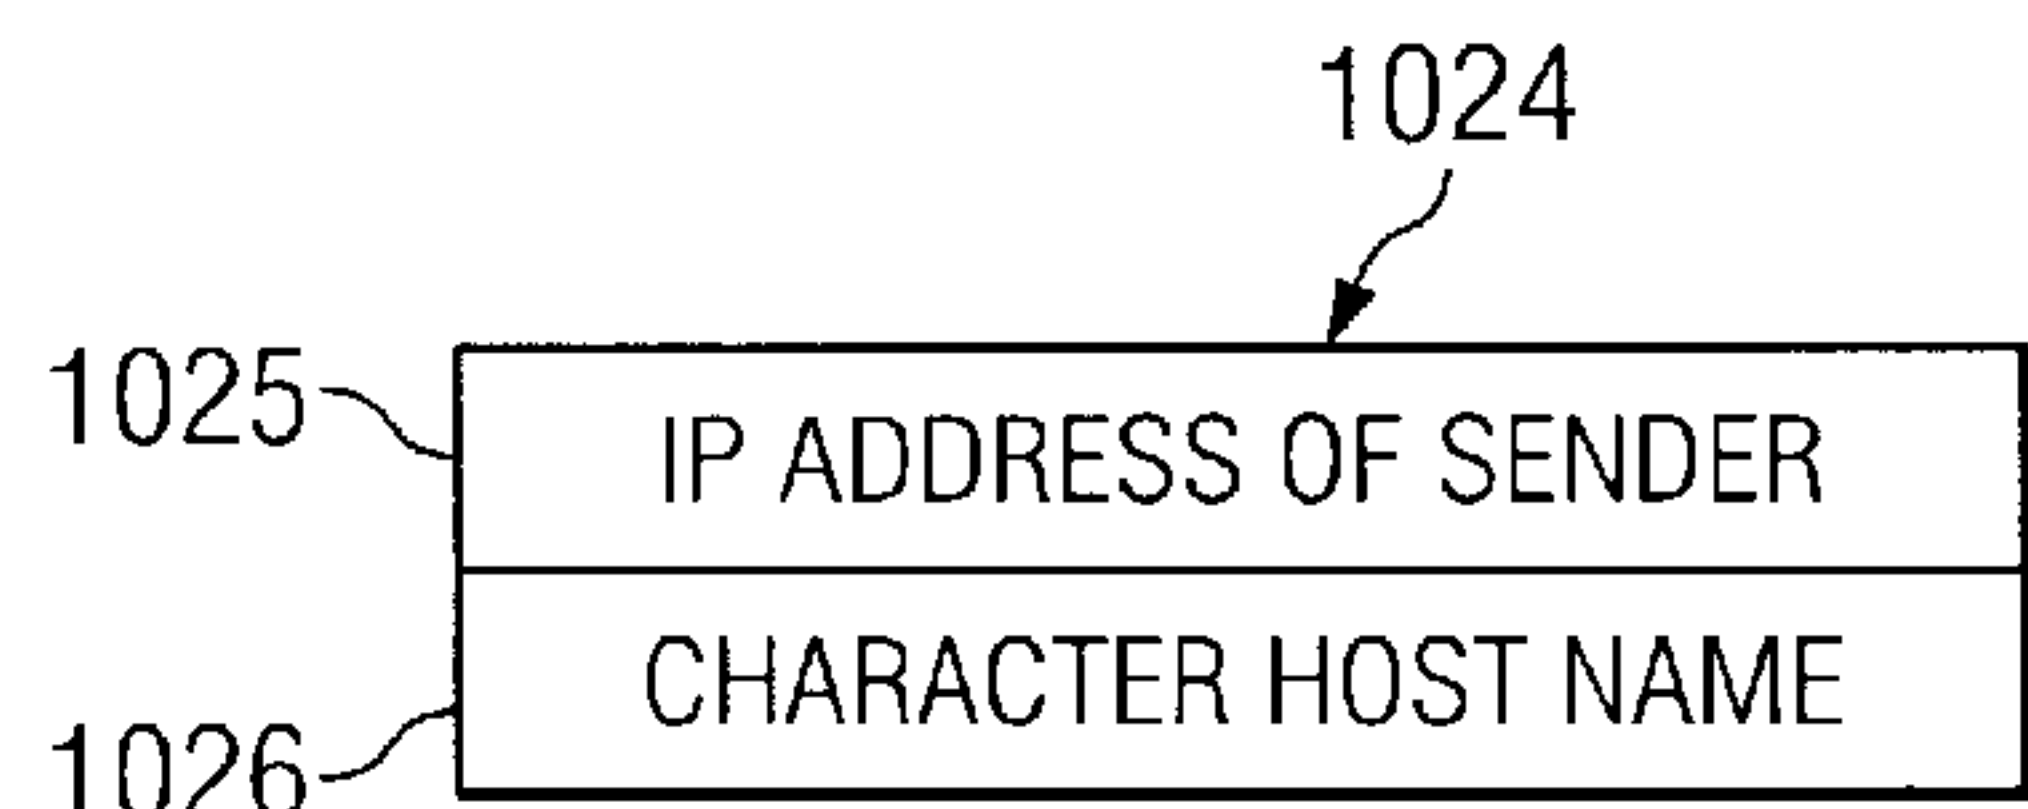 1024
1025
IP ADDRESS OF SENDER
CHARACTER HOST NAME
1026